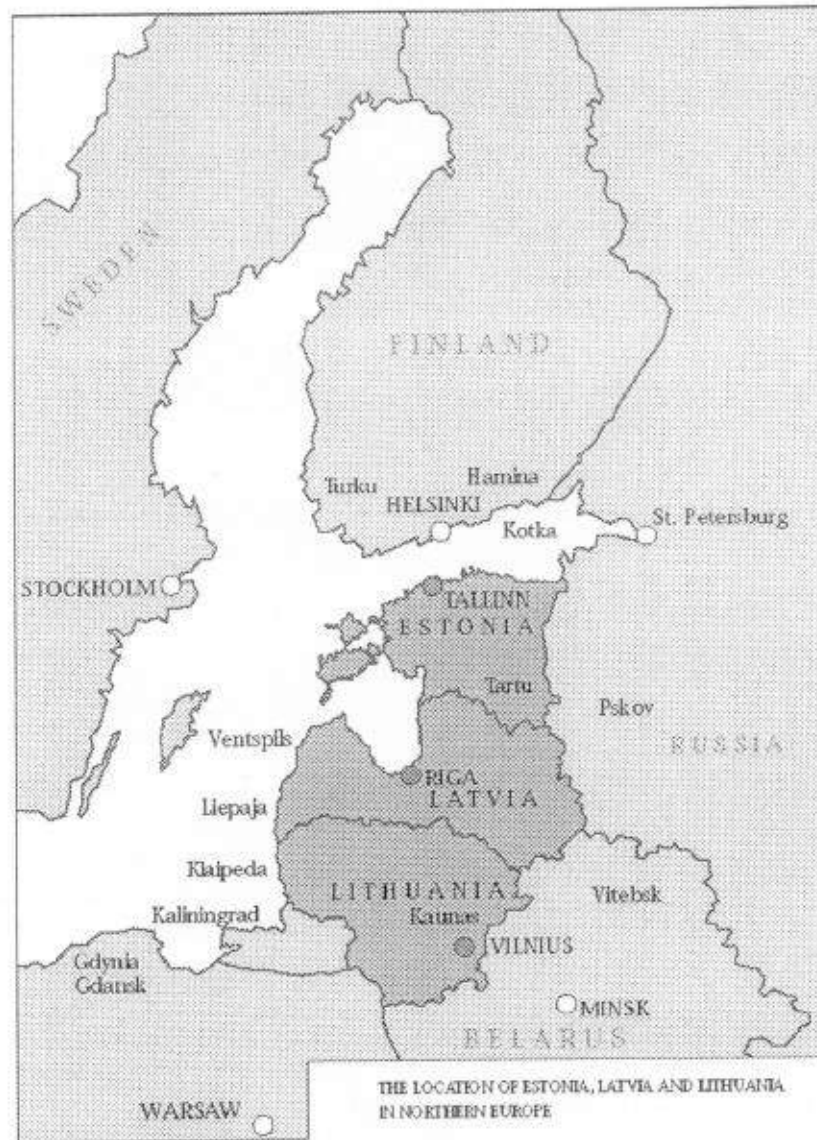 SWEDEN
FINLAND
Turku
Hamina
HELSINKI
Kotka
St. Petersburg
STOCKHOLM
TALLINN
ESTONIA
Tartu
Pskov
Ventspils
RUSSIA
RIGA
Liepaja
LATVIA
Klaipeda
LITHUANIA
Vitebsk
Kaliningrad
Kaunas
VILNIUS
Gdynia
Gdansk
MINSK
BELARUS
THE LOCATION OF ESTONIA, LATVIA AND LITHUANIA
IN NORTHERN EUROPE
WARSAW